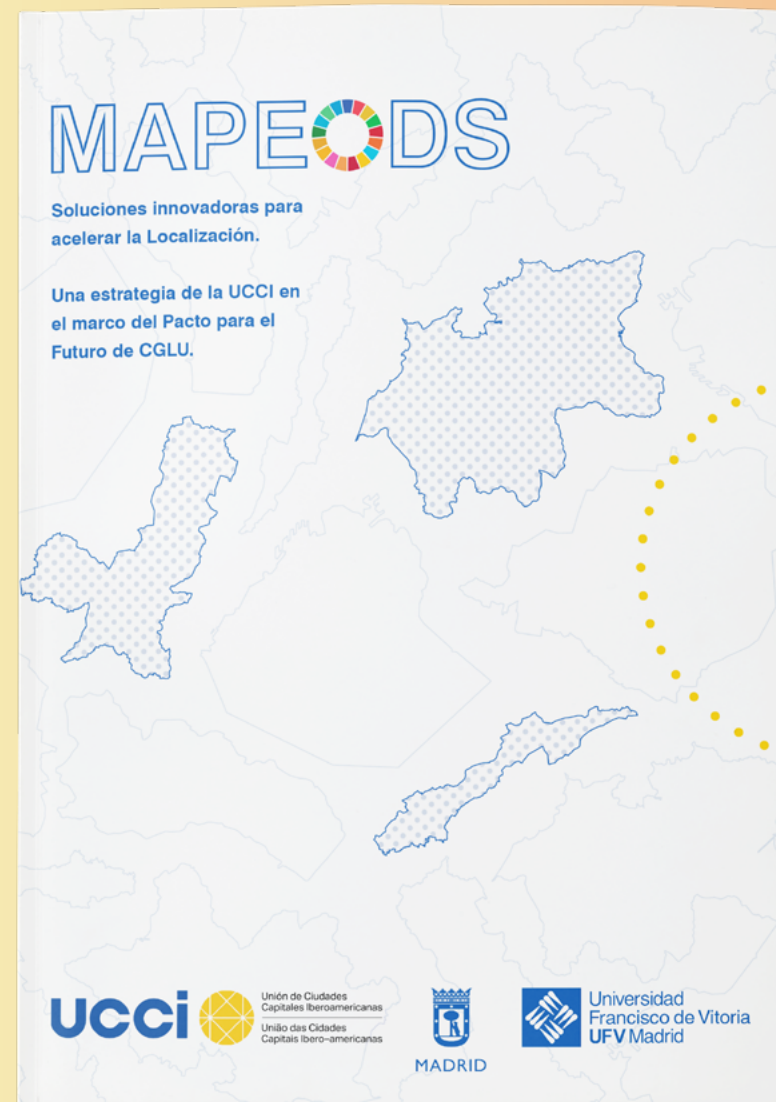 MAPEODS
Soluciones innovadoras para
acelerar la Localización.
Una estrategia de la UCCI en
el marco del Pacto para el
Futuro de CGLU.
UCCi
Unión de Ciudades
Capitales Iberoamericanas
União das Cidades
Capitais Ibero-americanas
MADRID
Universidad
Francisco de Vitoria
UFV Madrid